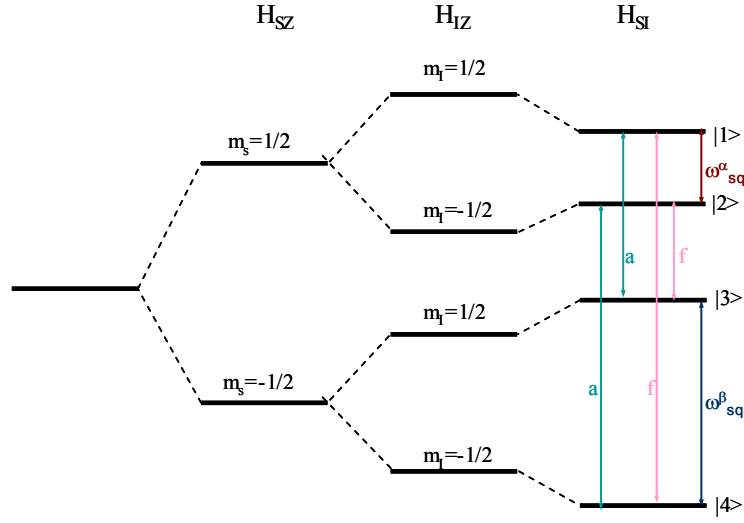 H_SZ H_IZ H_SI
m_I=1/2
|1>
m_s=1/2
ω^α_sq
|2>
m_I=-1/2
a f
|3>
m_I=1/2
m_s=-1/2
a f ω^β_sq
m_I=-1/2
|4>